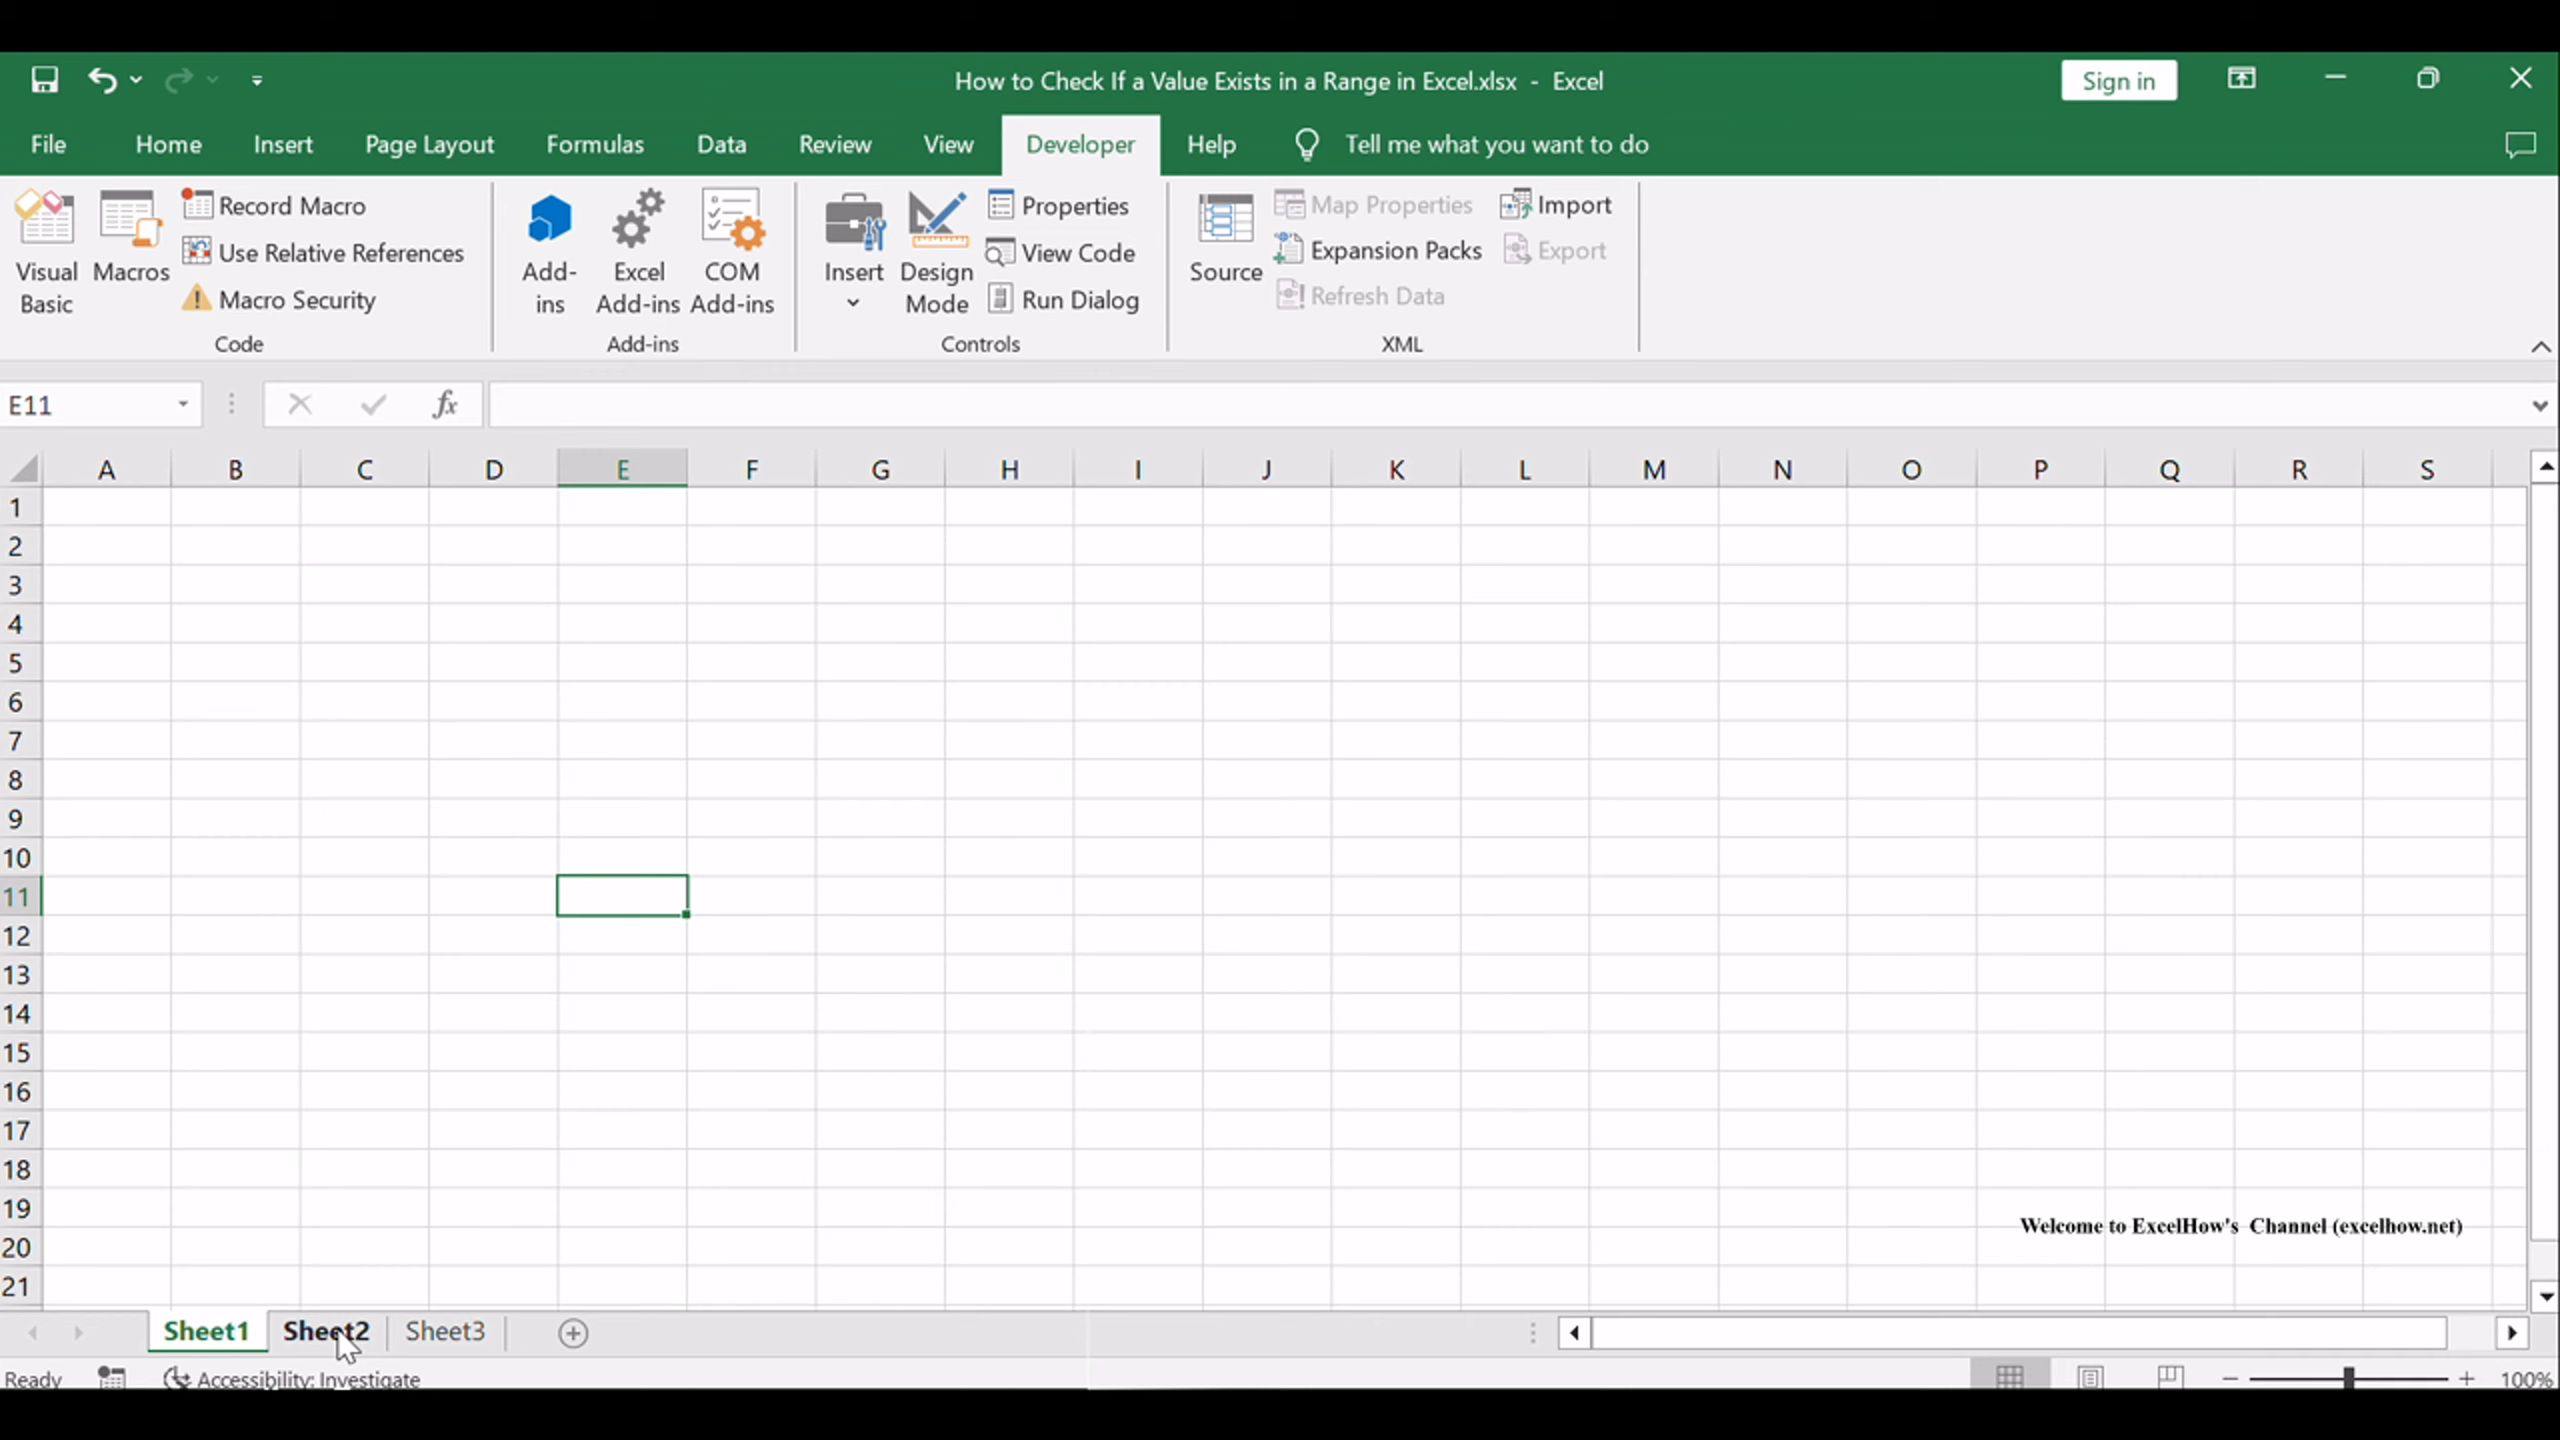 How to Check If a Value Exists in a Range in Excel.xlsx - Excel
Sign in
File Home Insert Page Layout Formulas Data Review View Developer Help Tell me what you want to do
Visual Basic
Macros
Record Macro
Use Relative References
Macro Security
Code
Add-ins
Excel Add-ins
COM Add-ins
Add-ins
Insert
Design Mode
Properties
View Code
Run Dialog
Controls
Source
Map Properties
Expansion Packs
Refresh Data
Import
Export
XML
E11
fx
A B C D E F G H I J K L M N O P Q R S
1
2
3
4
5
6
7
8
9
10
11
12
13
14
15
16
17
18
19
Welcome to ExcelHow's Channel (excelhow.net)
20
21
Sheet1 Sheet2 Sheet3
Ready Accessibility: Investigate 100%